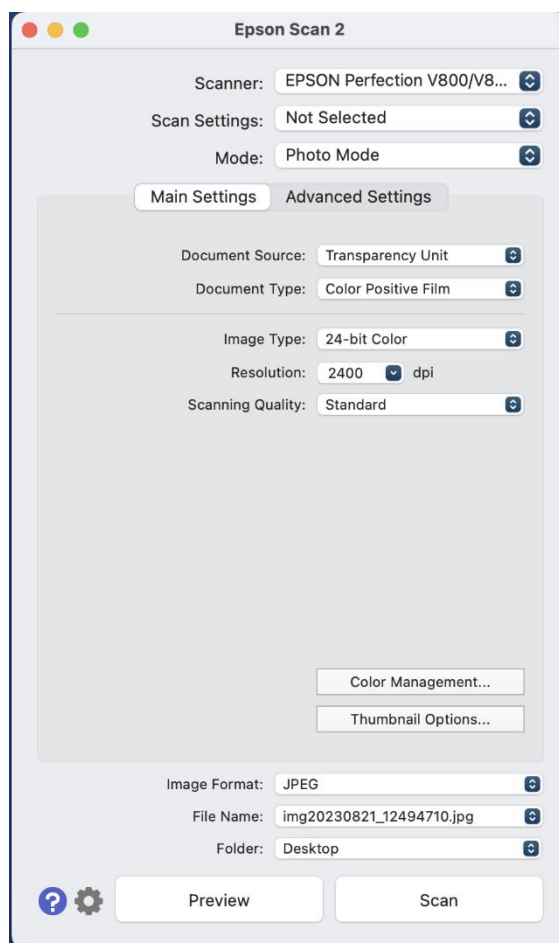 Epson Scan 2
Scanner: EPSON Perfection V800/V8...
Scan Settings: Not Selected
Mode: Photo Mode
Main Settings Advanced Settings
Document Source: Transparency Unit
Document Type: Color Positive Film
Image Type: 24-bit Color
Resolution: 2400 dpi
Scanning Quality: Standard
Color Management...
Thumbnail Options...
Image Format: JPEG
File Name: img20230821_12494710.jpg
Folder: Desktop
? Preview Scan